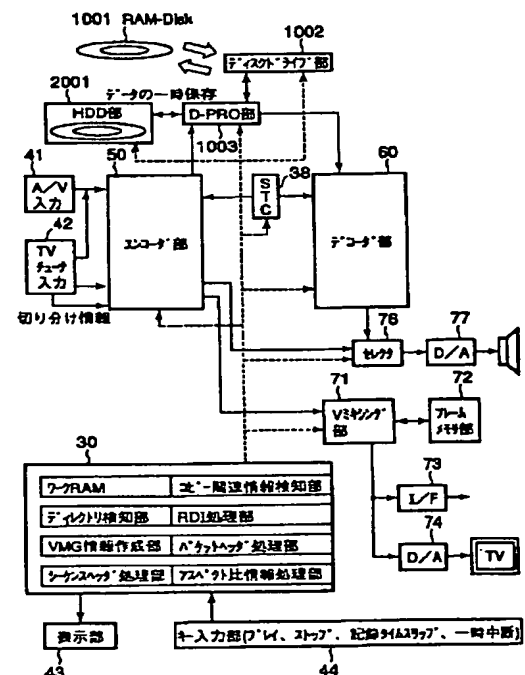 1001 RAM-Disk
1002
ディスクドライブ部
2001
データの一時保存
HDD部
D-PRO部
1003
41
50
60
A/V
入力
38
STC
42
エンコーダ部
デコーダ部
TV
チューナ
入力
切り分け情報
76
77
セレクタ
D/A
71
72
Vミキシング
部
フレーム
メモリ部
30
73
ワークRAM
コピー関連情報検知部
I/F
ディレクトリ検知部
RDI処理部
74
VMG情報作成部
パケットヘッダ処理部
D/A
TV
シーケンスヘッダ処理部
アスペクト比情報処理部
表示部
キー入力部(プレイ、ストップ、記録タイムスラップ、一時中断)
43
44